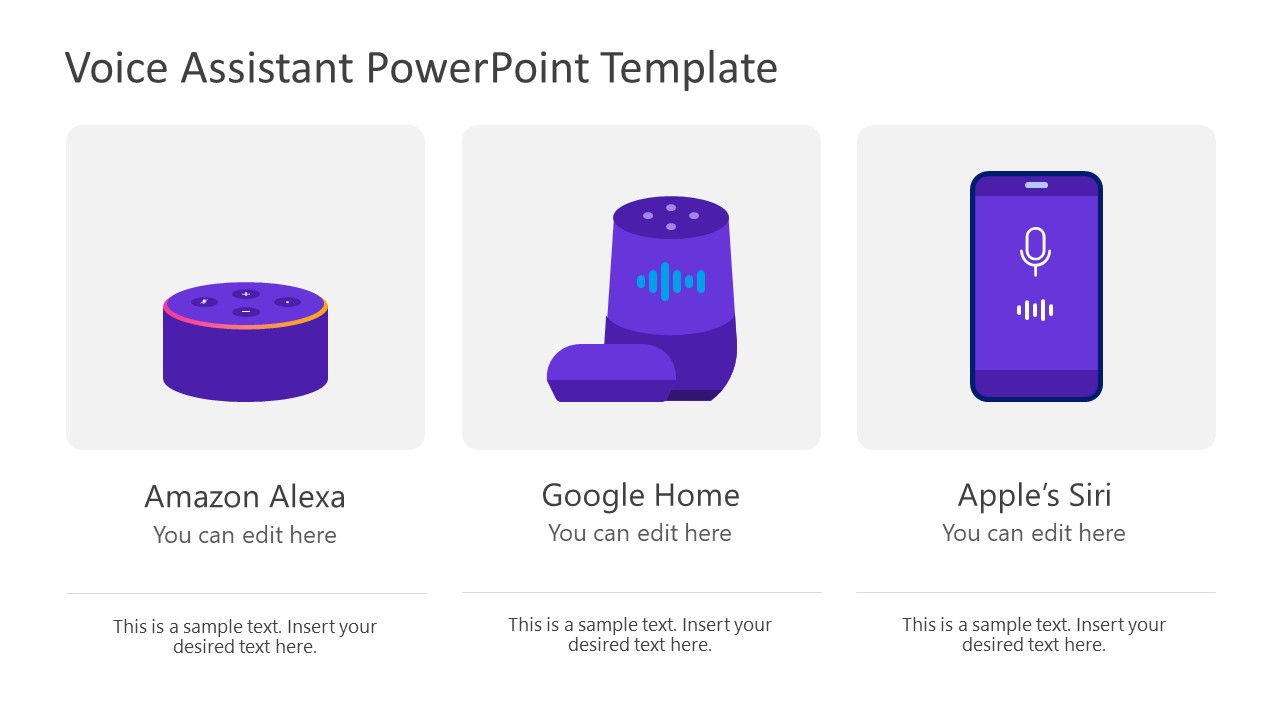 Voice Assistant PowerPoint Template
Amazon Alexa
You can edit here
This is a sample text. Insert your
desired text here.
Google Home
You can edit here
This is a sample text. Insert your
desired text here.
Apple’s Siri
You can edit here
This is a sample text. Insert your
desired text here.